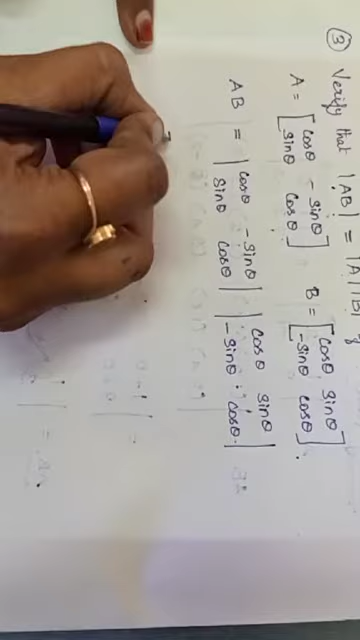 ③ Verify that |AB| = |A||B| if
A = [cosθ -sinθ
sinθ cosθ] B = [cosθ sinθ
-sinθ cosθ].
AB = |cosθ -sinθ
sinθ cosθ| |cosθ sinθ
-sinθ cosθ|